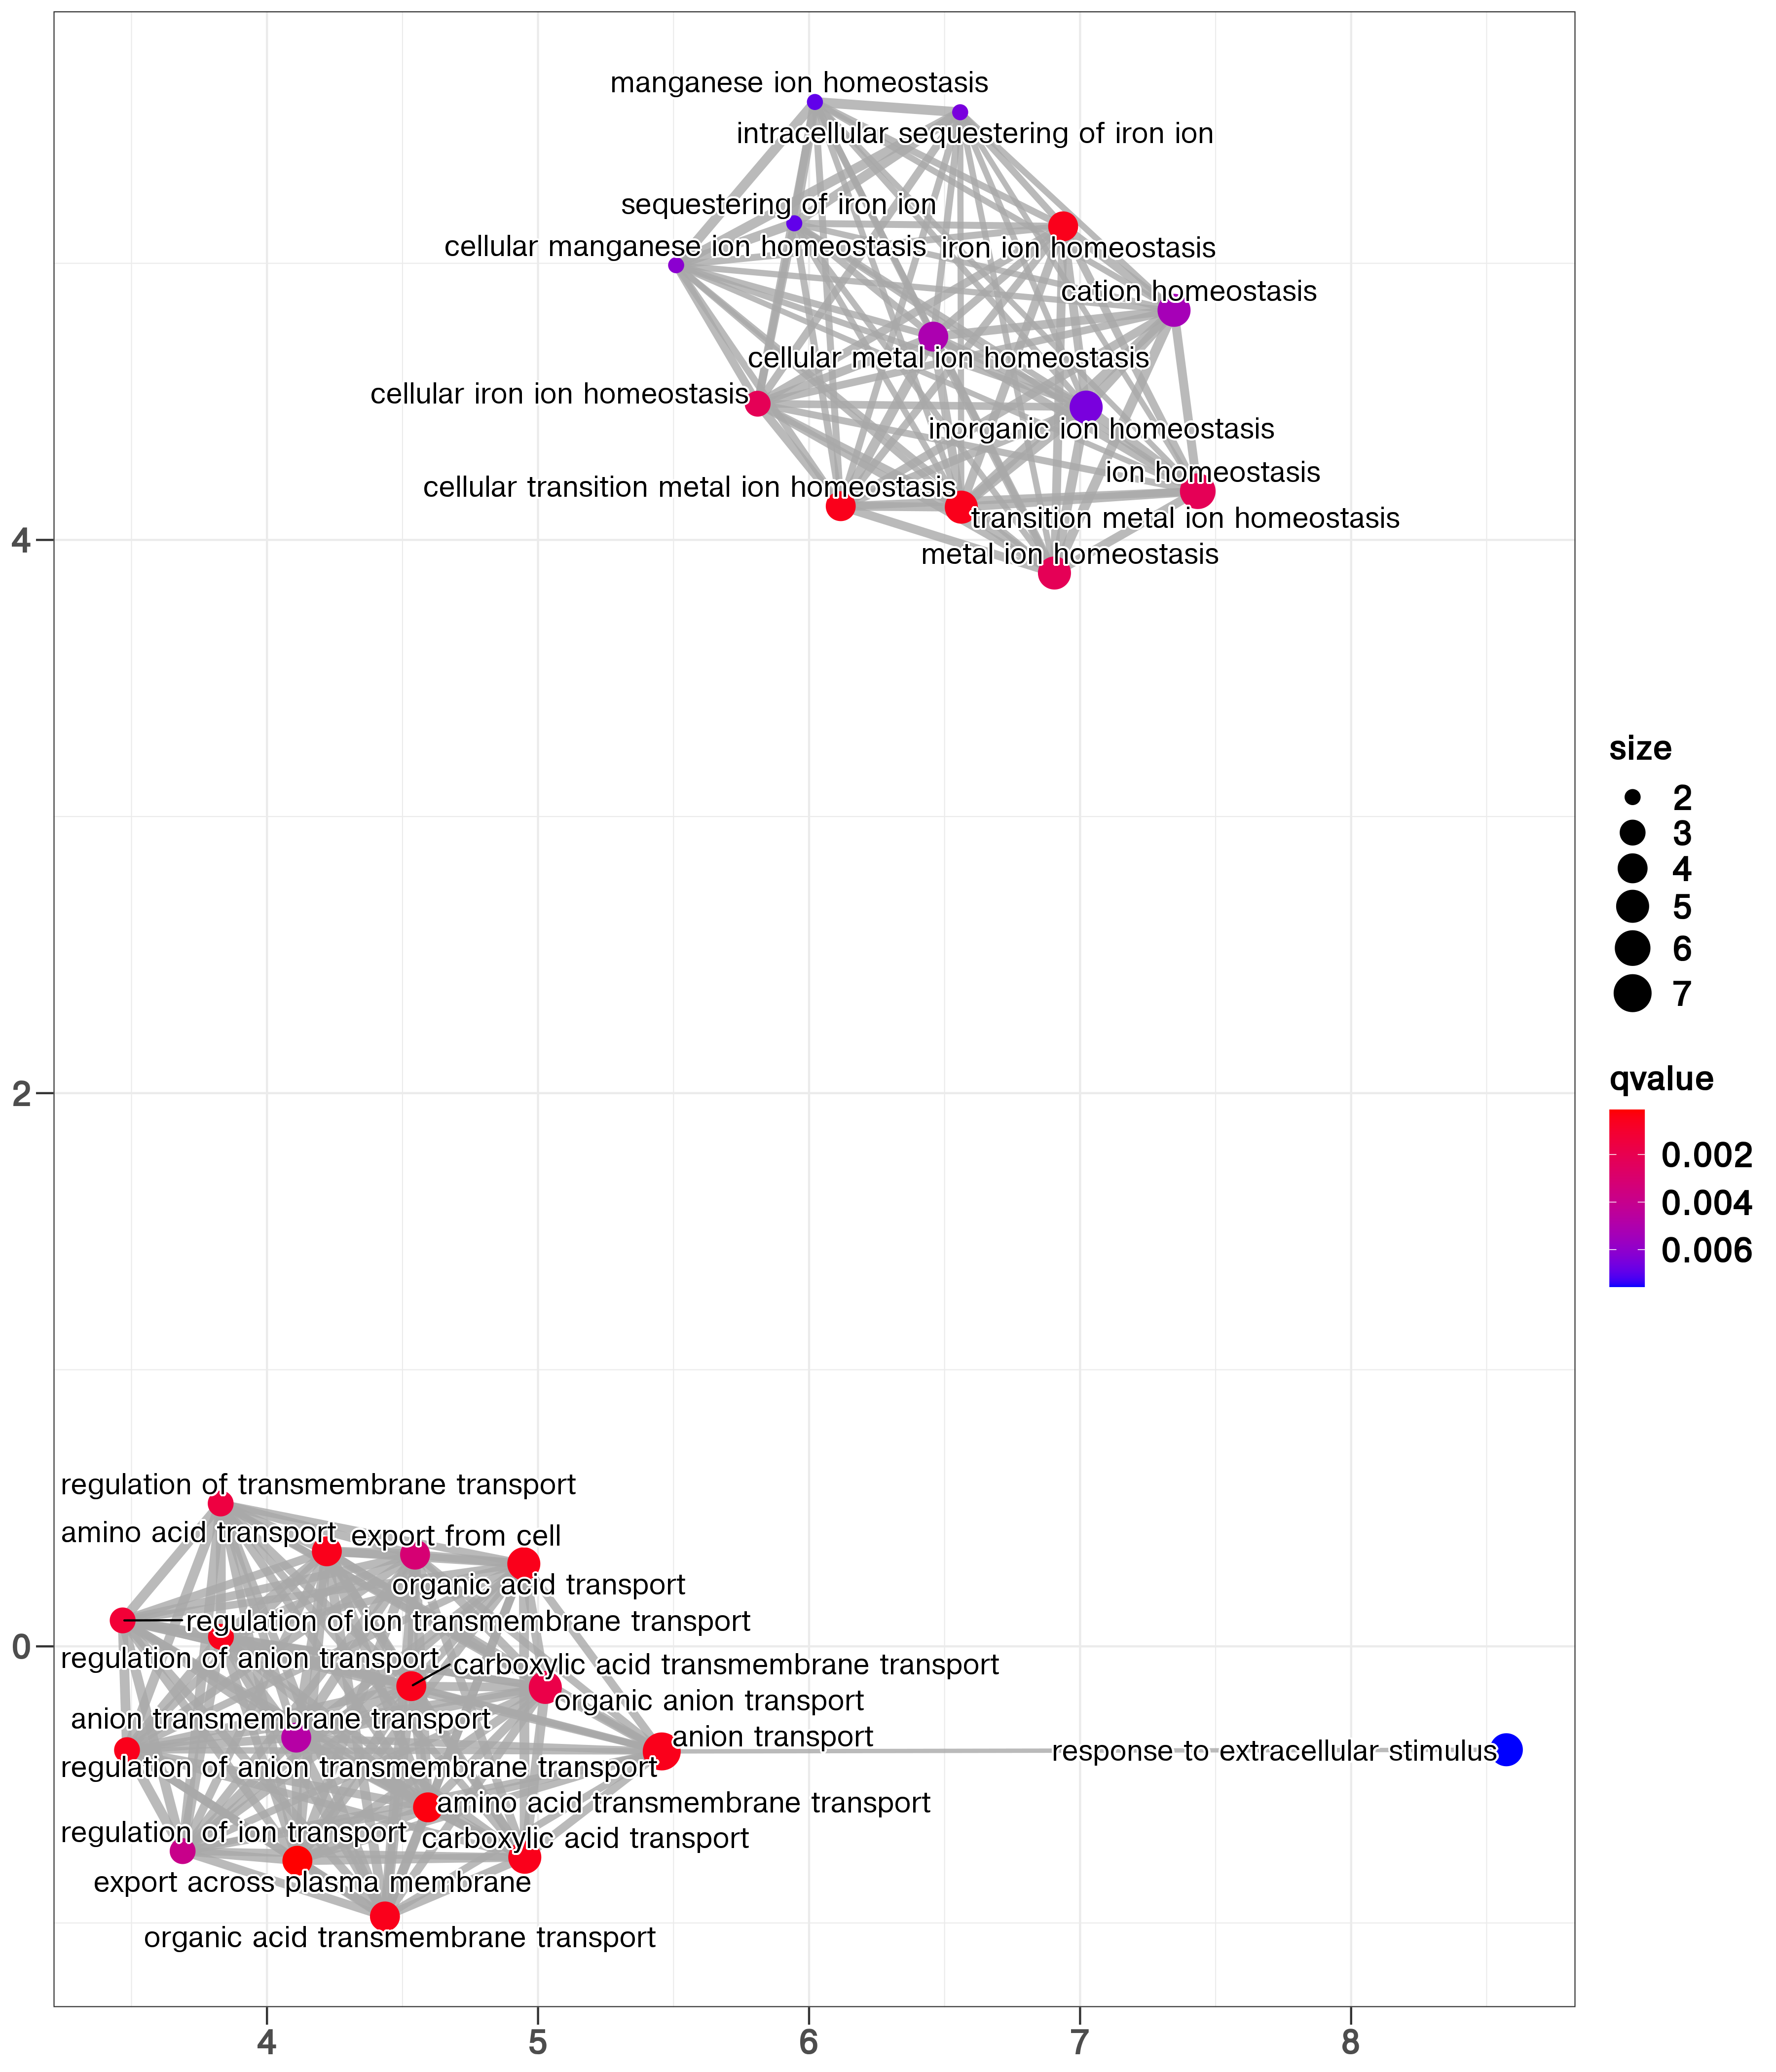 manganese ion homeostasis
intracellular sequestering of iron ion
sequestering of iron ion
cellular manganese ion homeostasis
iron ion homeostasis
cation homeostasis
cellular metal ion homeostasis
cellular iron ion homeostasis
inorganic ion homeostasis
ion homeostasis
cellular transition metal ion homeostasis
transition metal ion homeostasis
metal ion homeostasis
regulation of transmembrane transport
amino acid transport
export from cell
organic acid transport
regulation of ion transmembrane transport
regulation of anion transport
carboxylic acid transmembrane transport
organic anion transport
anion transmembrane transport
anion transport
response to extracellular stimulus
regulation of anion transmembrane transport
amino acid transmembrane transport
regulation of ion transport
carboxylic acid transport
export across plasma membrane
organic acid transmembrane transport
4
2
0
4
5
6
7
8
size
2
3
4
5
6
7
qvalue
0.002
0.004
0.006